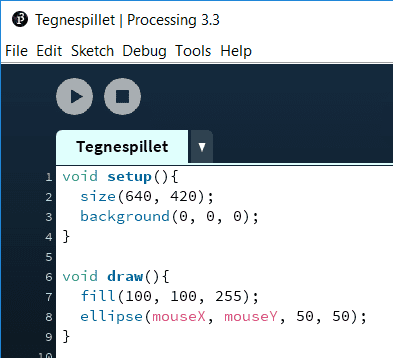 Tegnespillet | Processing 3.3
File Edit Sketch Debug Tools Help
Tegnespillet ▼
1 void setup(){
2   size(640, 420);
3   background(0, 0, 0);
4 }
5
6 void draw(){
7   fill(100, 100, 255);
8   ellipse(mouseX, mouseY, 50, 50);
9 }
10